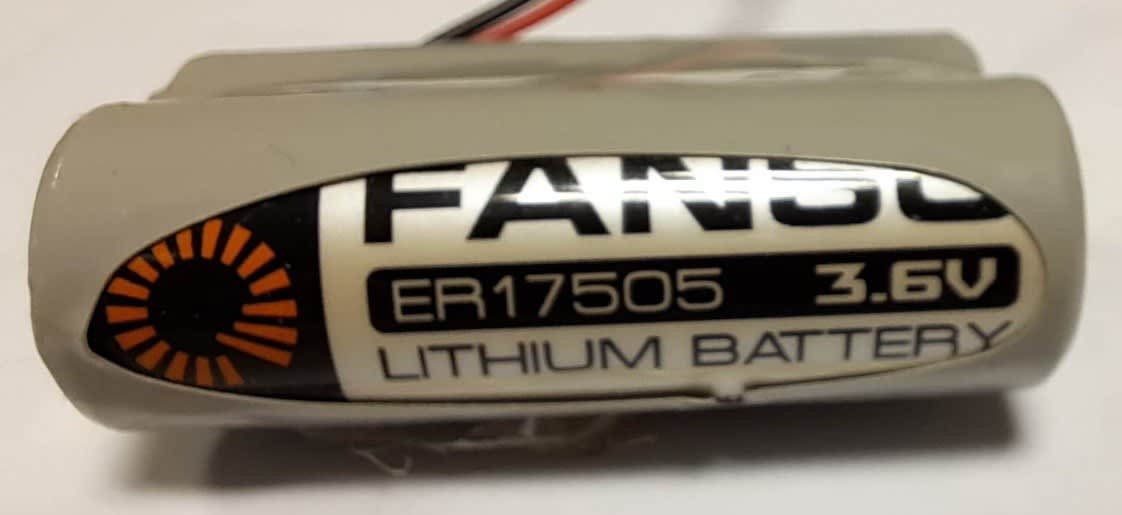 FANSO
ER17505 3.6V
LITHIUM BATTERY